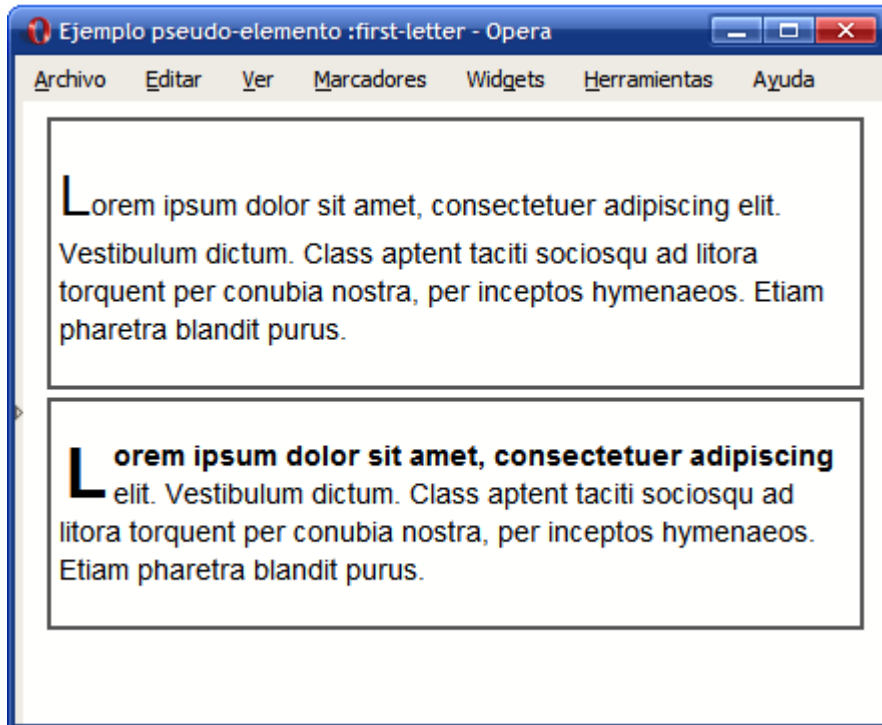 Ejemplo pseudo-elemento :first-letter - Opera
Archivo Editar Ver Marcadores Widgets Herramientas Ayuda
Lorem ipsum dolor sit amet, consectetuer adipiscing elit.
Vestibulum dictum. Class aptent taciti sociosqu ad litora
torquent per conubia nostra, per inceptos hymenaeos. Etiam
pharetra blandit purus.
Lorem ipsum dolor sit amet, consectetuer adipiscing
elit. Vestibulum dictum. Class aptent taciti sociosqu ad
litora torquent per conubia nostra, per inceptos hymenaeos.
Etiam pharetra blandit purus.